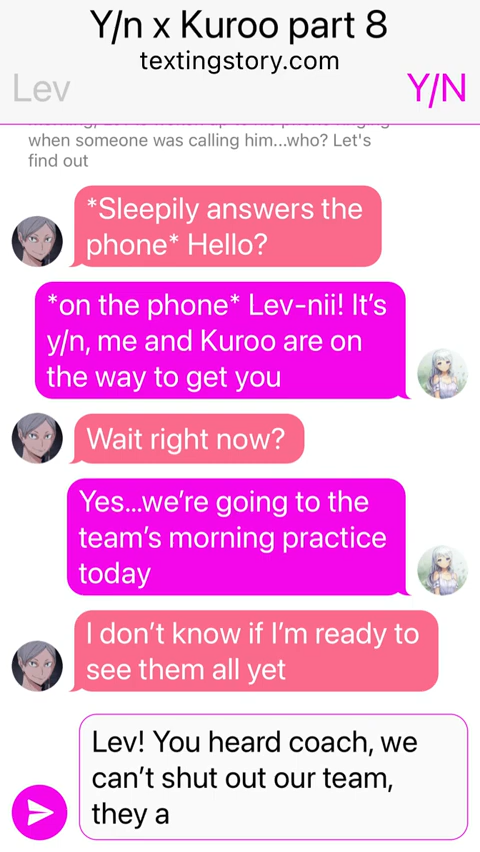 Y/n x Kuroo part 8
textingstory.com
Lev
Y/N
when someone was calling him...who? Let's
find out
*Sleepily answers the
phone* Hello?
*on the phone* Lev-nii! It's
y/n, me and Kuroo are on
the way to get you
Wait right now?
Yes...we're going to the
team's morning practice
today
I don't know if I'm ready to
see them all yet
Lev! You heard coach, we
can't shut out our team,
they a